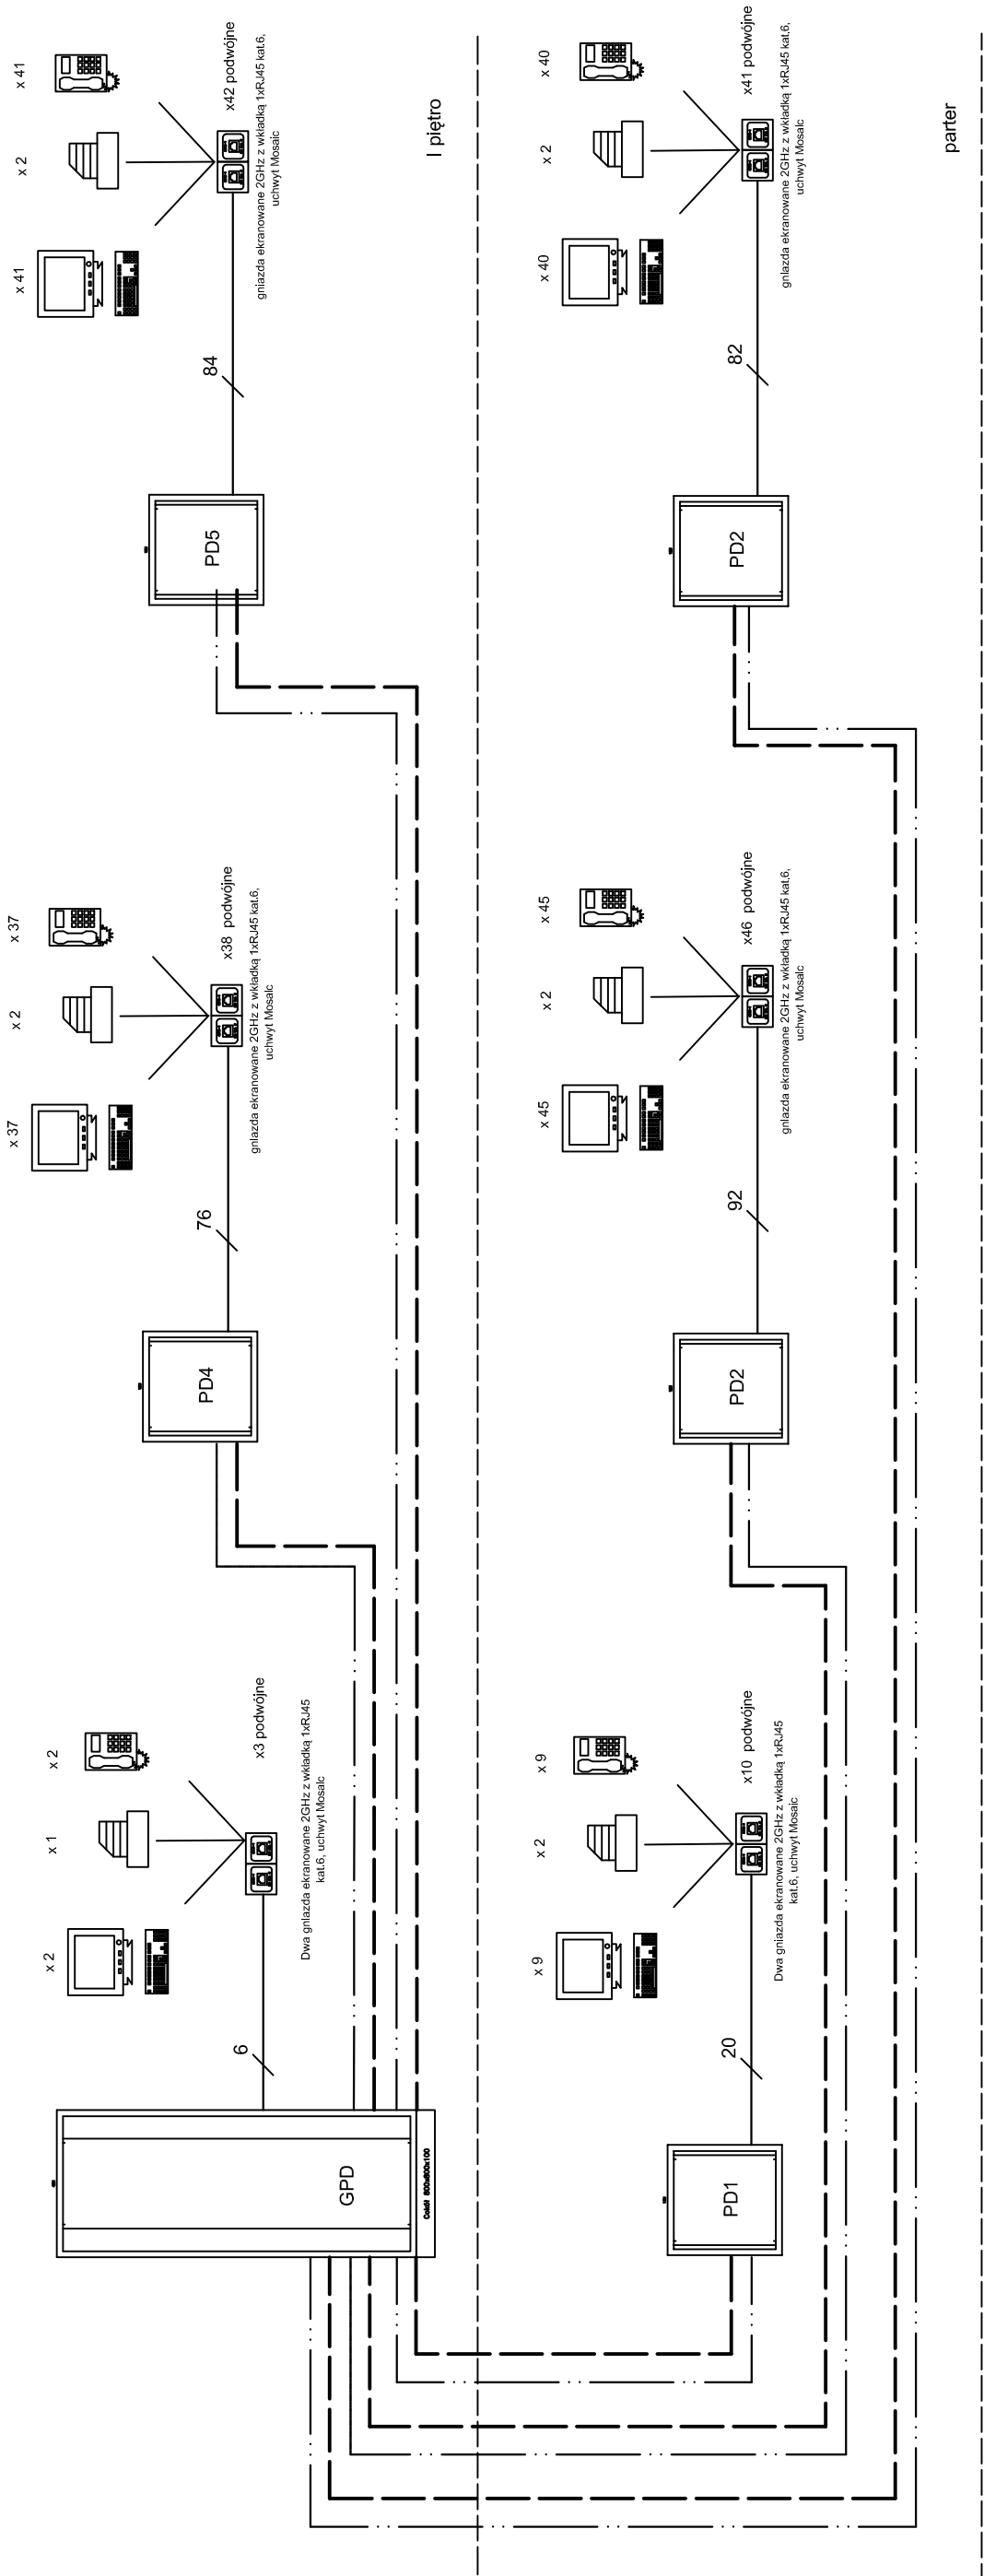 x 2
x 1
x 2
x3 podwójne
Dwa gniazda ekranowane 2GHz z wkładką 1xRJ45
kat.6, uchwyt Mosaic
6
GPD
Cokół 800x800x100
x 37
x 2
x 37
x38 podwójne
gniazda ekranowane 2GHz z wkładką 1xRJ45 kat.6,
uchwyt Mosaic
76
PD4
x 41
x 2
x 41
x42 podwójne
gniazda ekranowane 2GHz z wkładką 1xRJ45 kat.6,
uchwyt Mosaic
84
PD5
I piętro
x 9
x 2
x 9
x10 podwójne
Dwa gniazda ekranowane 2GHz z wkładką 1xRJ45
kat.6, uchwyt Mosaic
20
PD1
x 45
x 2
x 45
x46 podwójne
gniazda ekranowane 2GHz z wkładką 1xRJ45 kat.6,
uchwyt Mosaic
92
PD2
x 40
x 2
x 40
x41 podwójne
gniazda ekranowane 2GHz z wkładką 1xRJ45 kat.6,
uchwyt Mosaic
82
PD2
parter